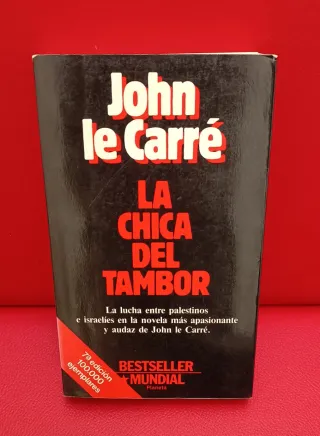 John
le Carré
LA
CHICA
DEL
TAMBOR
La lucha entre palestinos
e israelíes en la novela más apasionante
y audaz de John le Carré.
7ª edición
100.000
ejemplares
BESTSELLER
MUNDIAL
Planeta